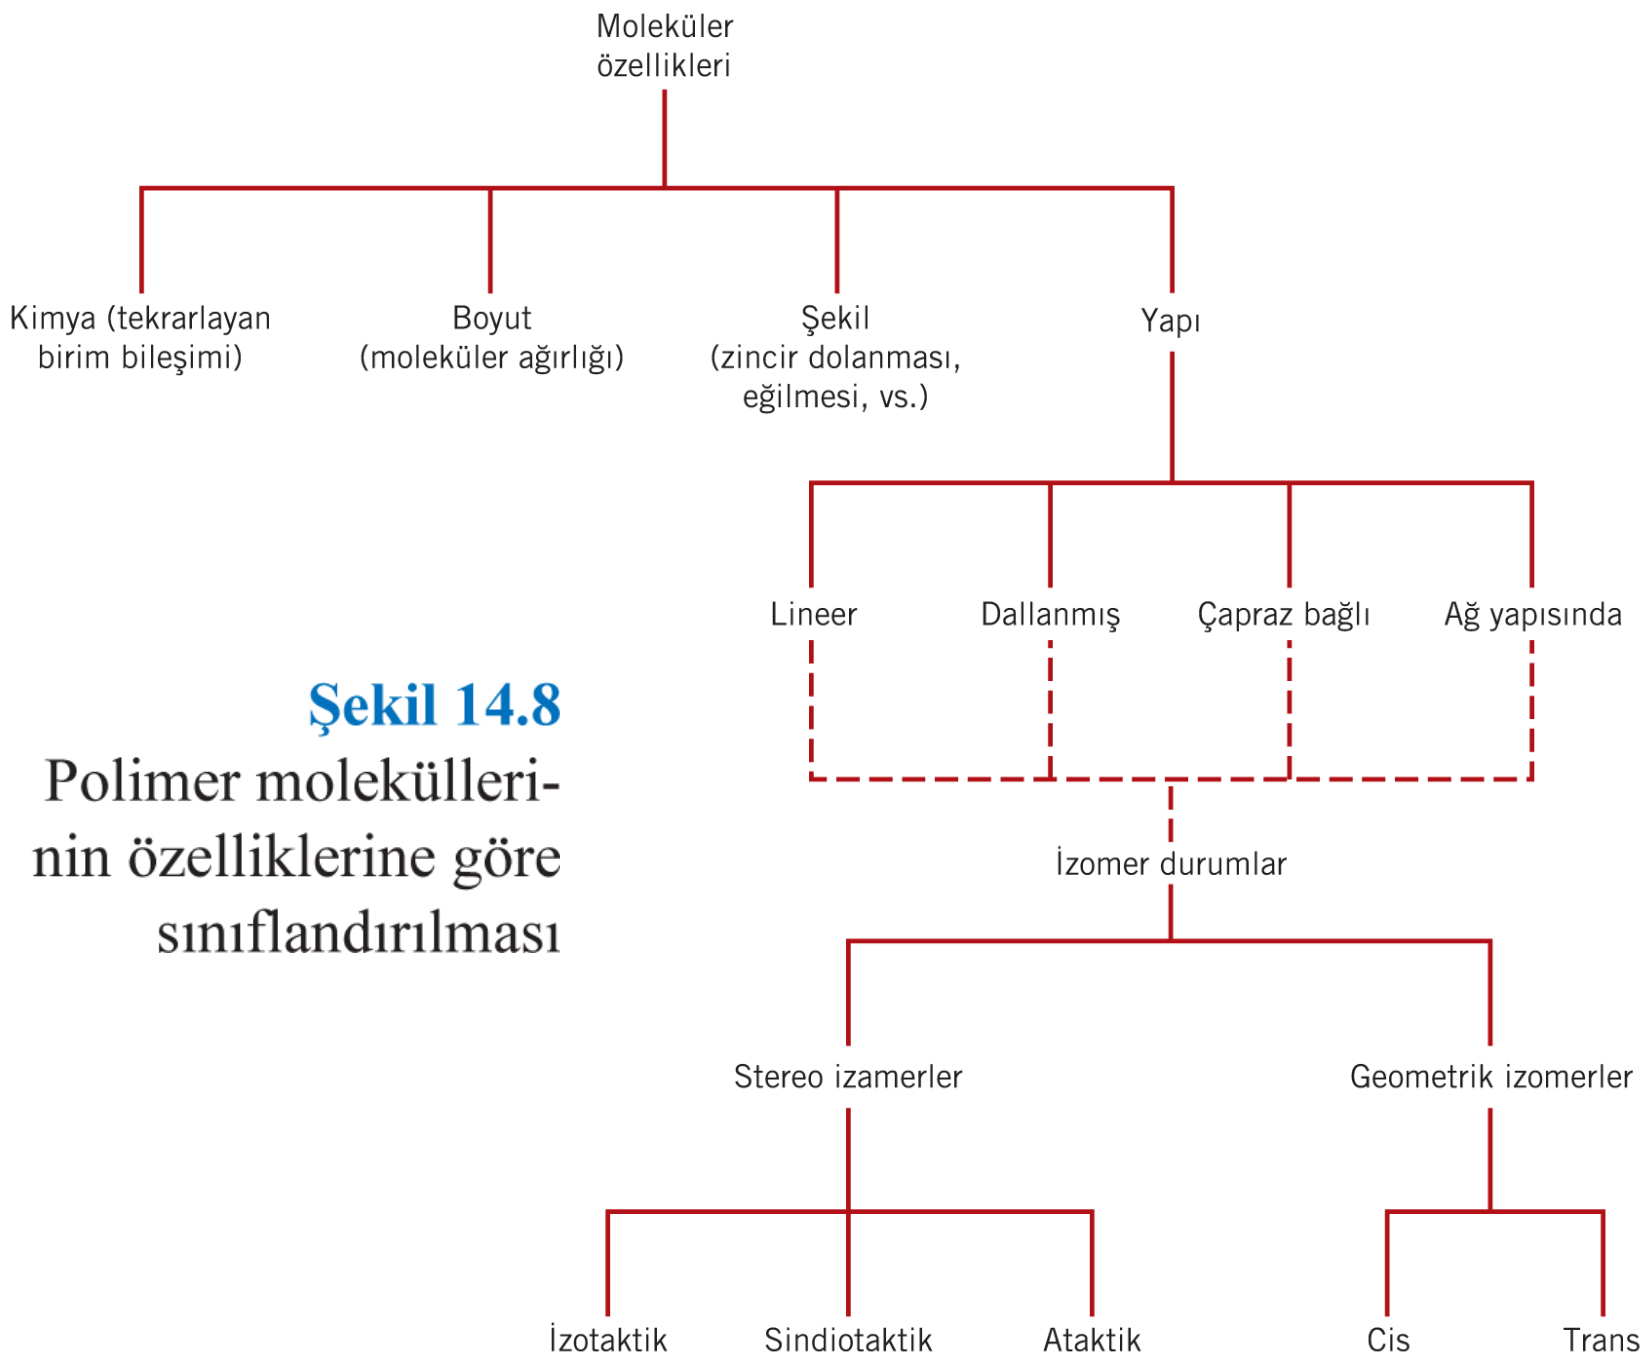 Moleküler
özellikleri
Kimya (tekrarlayan
birim bileşimi)
Boyut
(moleküler ağırlığı)
Şekil
(zincir dolanması,
eğilmesi, vs.)
Yapı
Lineer
Dallanmış
Çapraz bağlı
Ağ yapısında
Şekil 14.8
Polimer molekülleri-
nin özelliklerine göre
sınıflandırılması
İzomer durumlar
Stereo izamerler
Geometrik izomerler
İzotaktik
Sindiotaktik
Ataktik
Cis
Trans